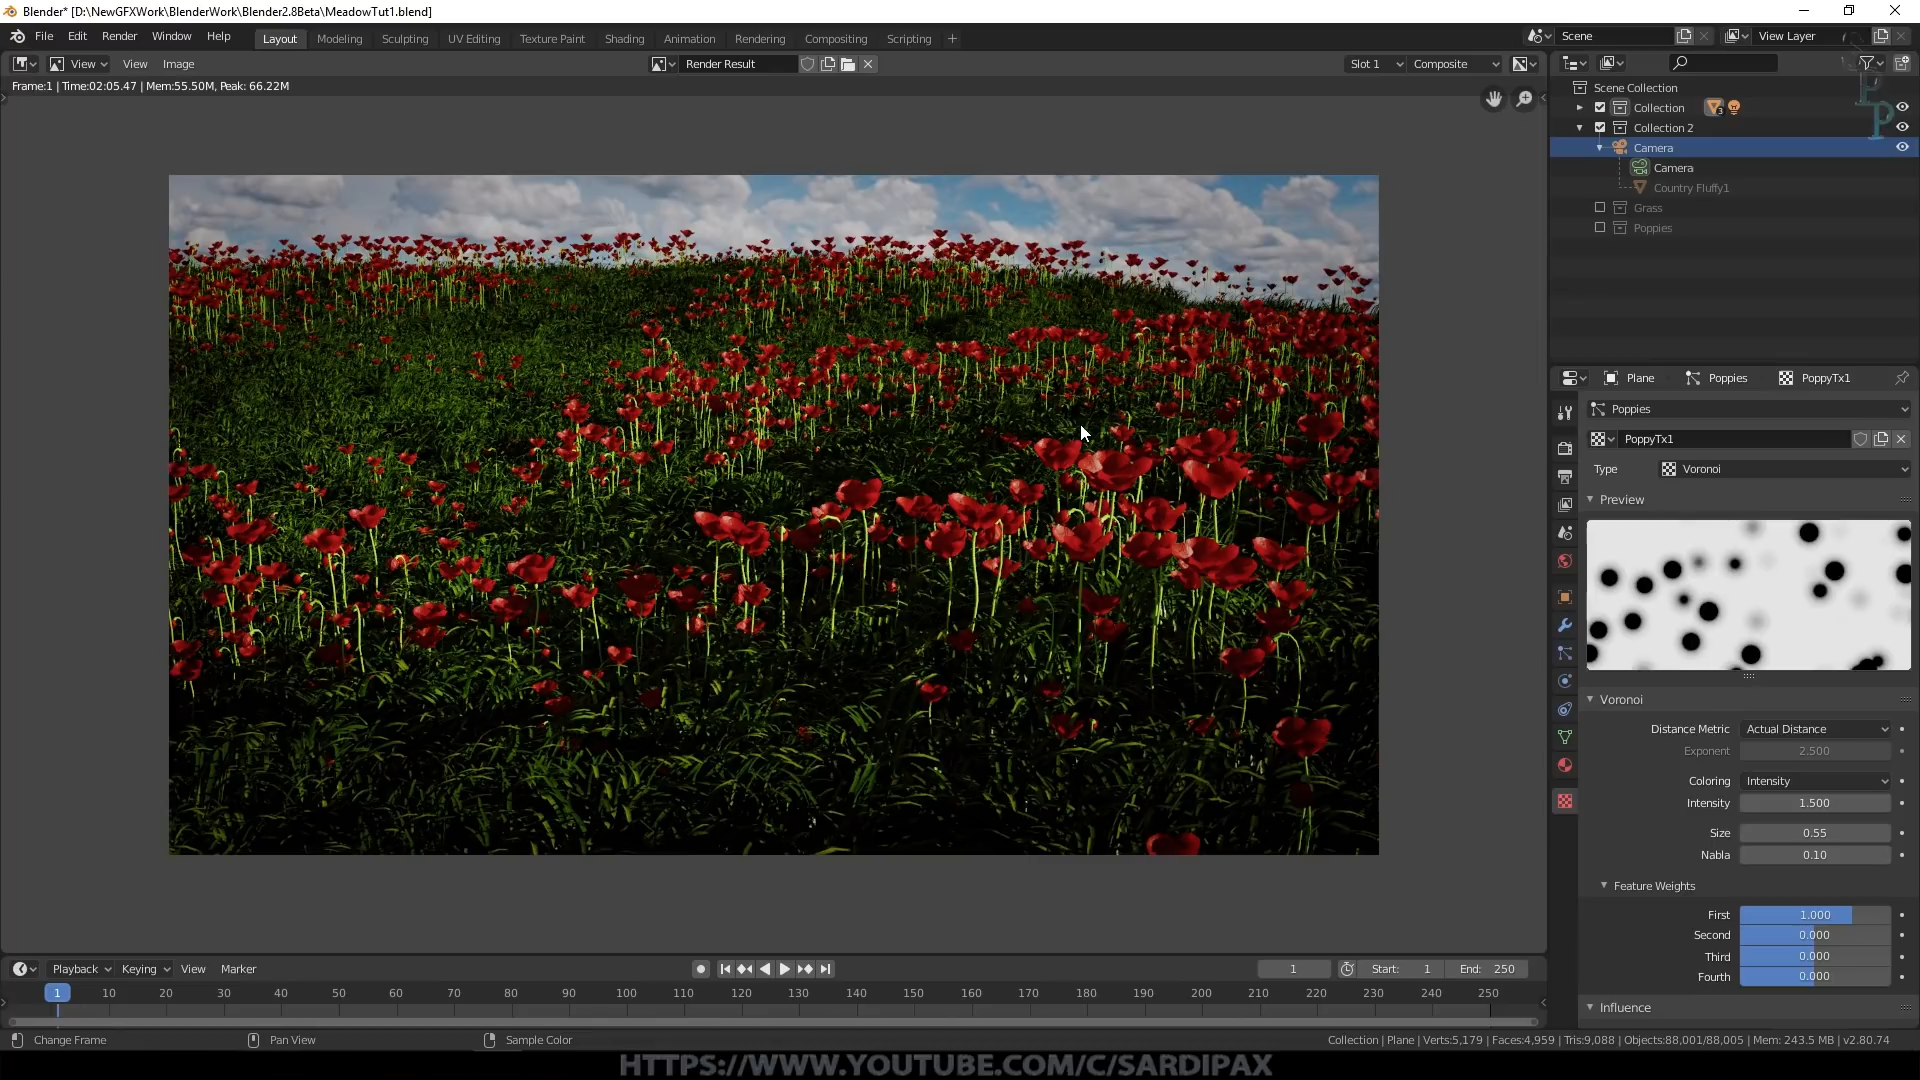 Blender* [D:\NewGFXWork\BlenderWork\Blender2.8Beta\MeadowTut1.blend]
File Edit Render Window Help Layout Modeling Sculpting UV Editing Texture Paint Shading Animation Rendering Compositing Scripting + Scene View Layer
View View Image Render Result Slot 1 Composite
Frame:1 | Time:02:05.47 | Mem:55.50M, Peak: 66.22M
Scene Collection
Collection 3
Collection 2
Camera
Camera
Country Fluffy1
Grass
Poppies
PP
Plane Poppies PoppyTx1
Poppies
PoppyTx1
Type Voronoi
Preview
Voronoi
Distance Metric Actual Distance
Exponent 2.500
Coloring Intensity
Intensity 1.500
Size 0.55
Nabla 0.10
Feature Weights
First 1.000
Second 0.000
Third 0.000
Fourth 0.000
Influence
Playback Keying View Marker 1 Start: 1 End: 250
1 10 20 30 40 50 60 70 80 90 100 110 120 130 140 150 160 170 180 190 200 210 220 230 240 250
Change Frame Pan View Sample Color Collection | Plane | Verts:5,179 | Faces:4,959 | Tris:9,088 | Objects:88,001/88,005 | Mem: 243.5 MB | v2.80.74
HTTPS://WWW.YOUTUBE.COM/C/SARDIPAX